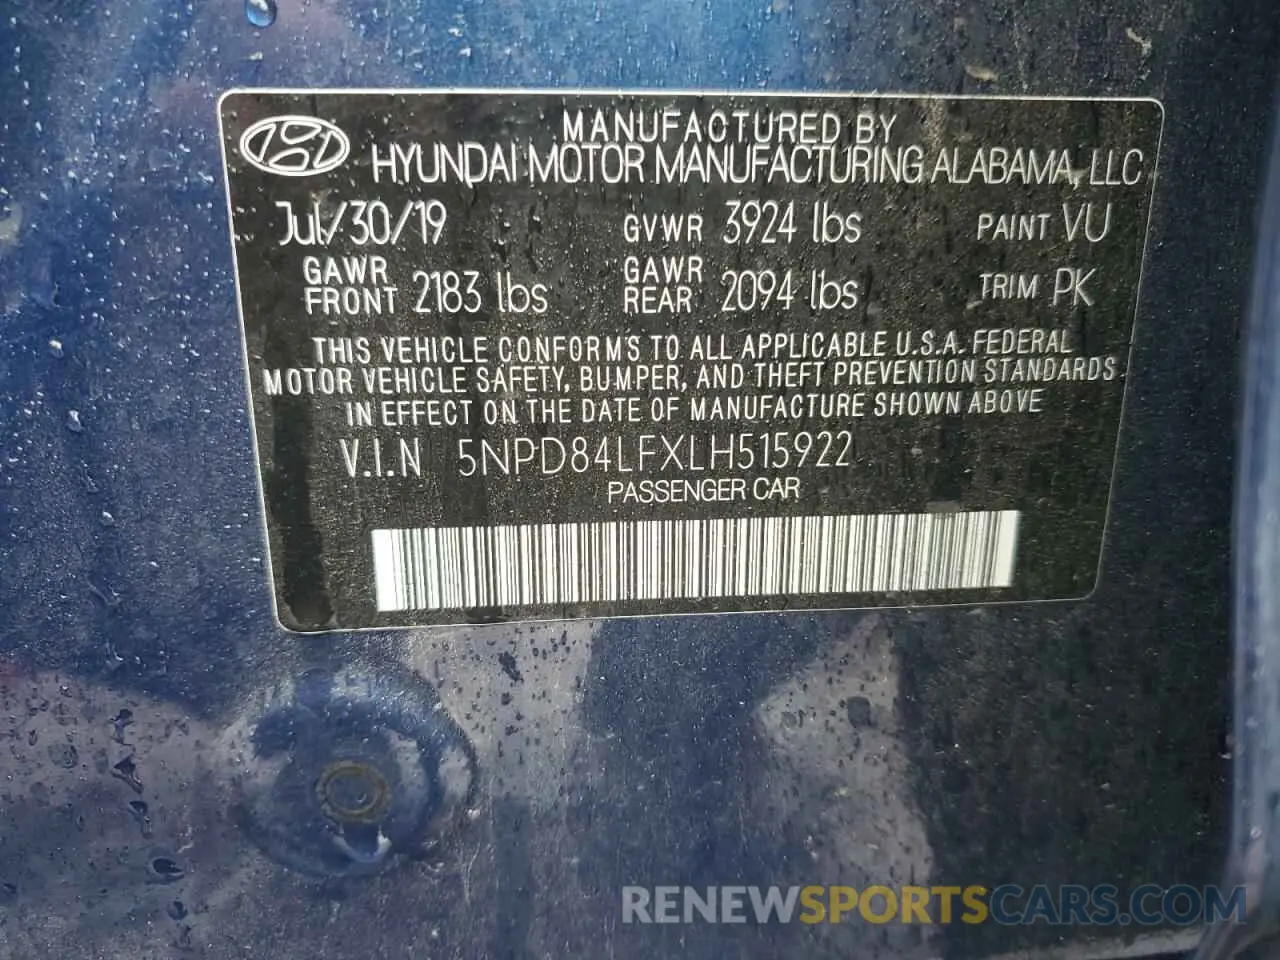 MANUFACTURED BY
HYUNDAI MOTOR MANUFACTURING ALABAMA, LLC
Jul/30/19 GVWR 3924 lbs PAINT VU
GAWR FRONT 2183 lbs GAWR REAR 2094 lbs TRIM PK
THIS VEHICLE CONFORMS TO ALL APPLICABLE U.S.A. FEDERAL
MOTOR VEHICLE SAFETY, BUMPER, AND THEFT PREVENTION STANDARDS
IN EFFECT ON THE DATE OF MANUFACTURE SHOWN ABOVE
V.I.N 5NPD84LFXLH515922
PASSENGER CAR
RENEWSPORTSCARS.COM